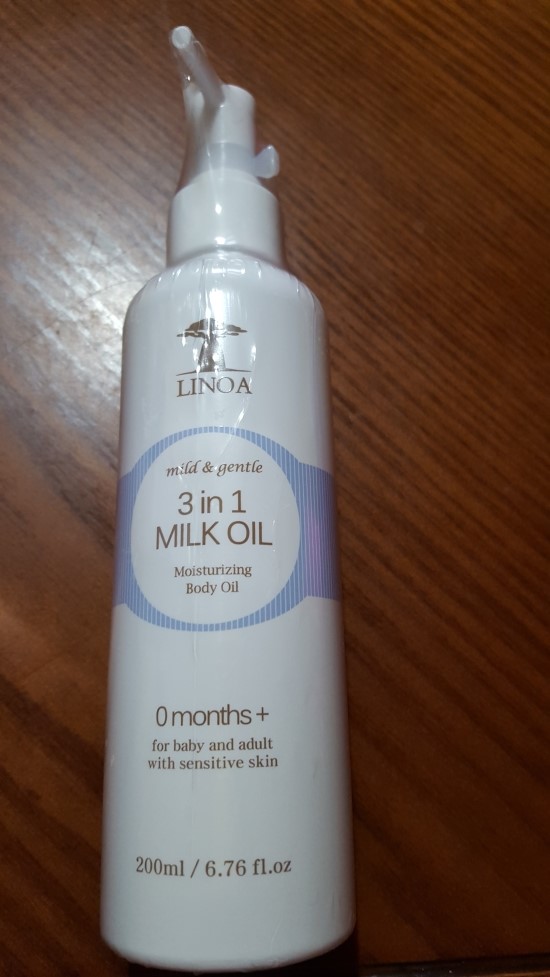 LINOA
mild & gentle
3 in 1
MILK OIL
Moisturizing
Body Oil
0 months +
for baby and adult
with sensitive skin
200ml / 6.76 fl.oz